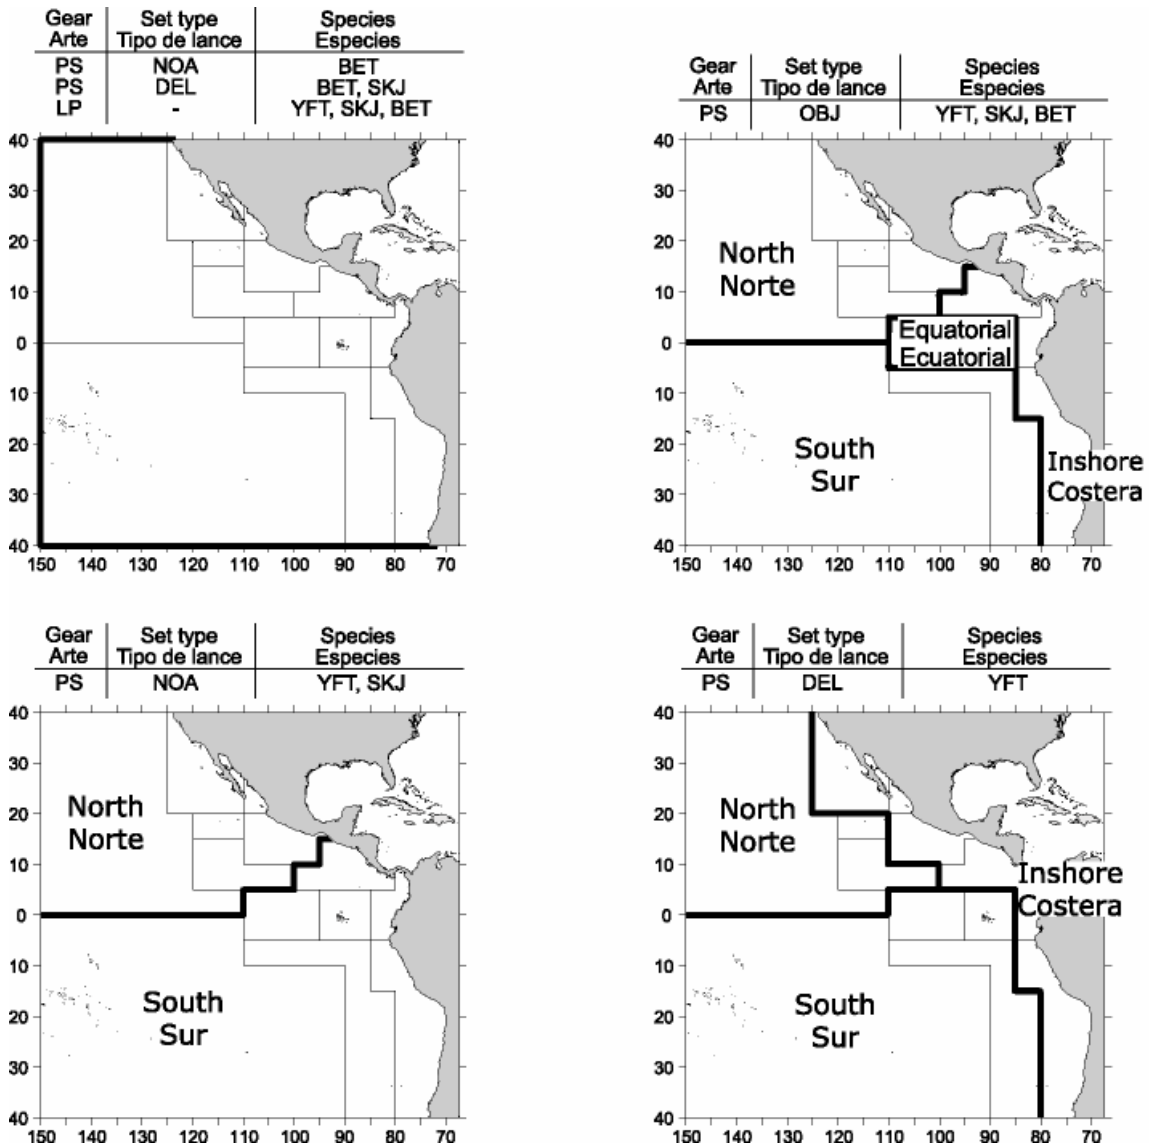 Gear Set type Species
Arte Tipo de lance Especies
PS NOA BET
PS DEL BET, SKJ
LP - YFT, SKJ, BET
40
30
20
10
0
10
20
30
40
150 140 130 120 110 100 90 80 70
Gear Set type Species
Arte Tipo de lance Especies
PS OBJ YFT, SKJ, BET
40
30
20
10
0
10
20
30
40
North
Norte
Equatorial
Ecuatorial
South
Sur
Inshore
Costera
150 140 130 120 110 100 90 80 70
Gear Set type Species
Arte Tipo de lance Especies
PS NOA YFT, SKJ
40
30
20
10
0
10
20
30
40
North
Norte
South
Sur
150 140 130 120 110 100 90 80 70
Gear Set type Species
Arte Tipo de lance Especies
PS DEL YFT
40
30
20
10
0
10
20
30
40
North
Norte
Inshore
Costera
South
Sur
150 140 130 120 110 100 90 80 70